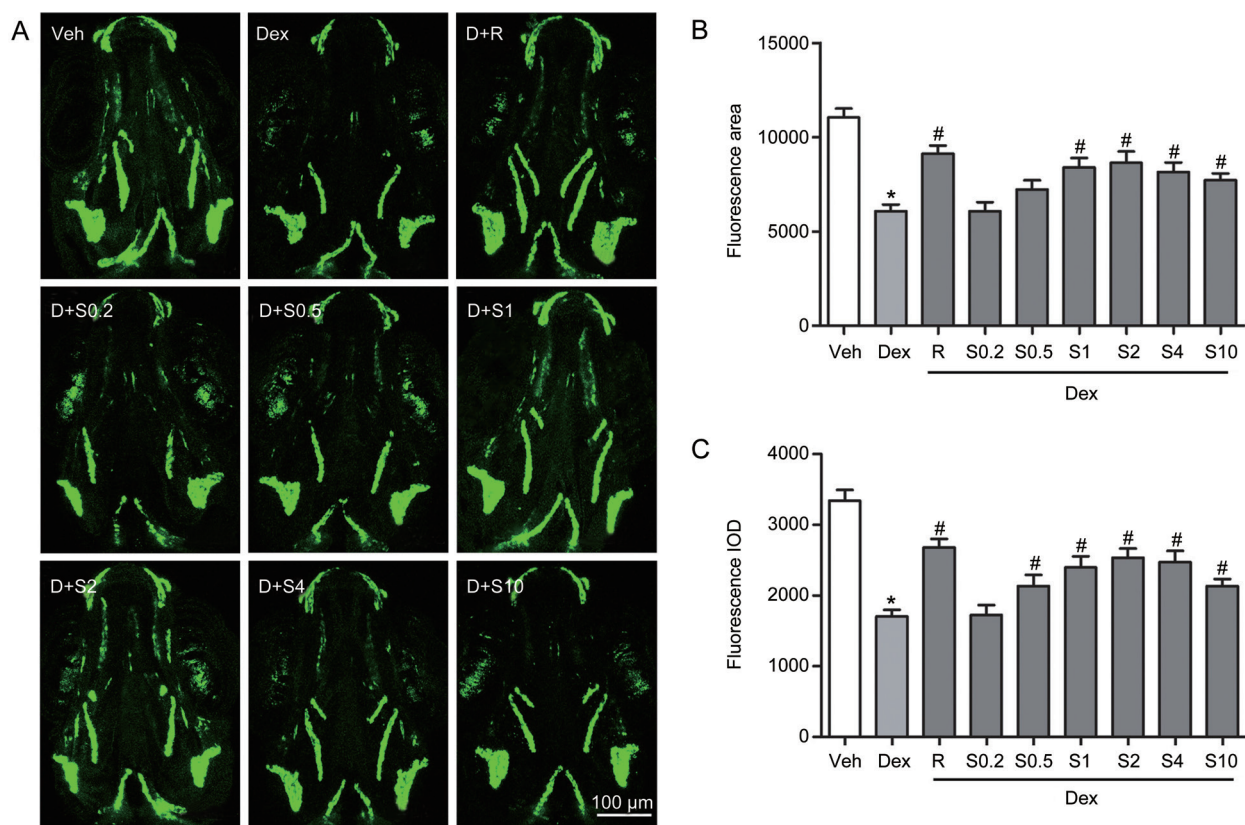 A
Veh
Dex
D+R
D+S0.2
D+S0.5
D+S1
D+S2
D+S4
D+S10
100 μm
B
Fluorescence area
15000
10000
5000
0
*
#
#
#
#
#
Veh Dex R S0.2 S0.5 S1 S2 S4 S10
Dex
C
Fluorescence IOD
4000
3000
2000
1000
0
*
#
#
#
#
#
#
Veh Dex R S0.2 S0.5 S1 S2 S4 S10
Dex